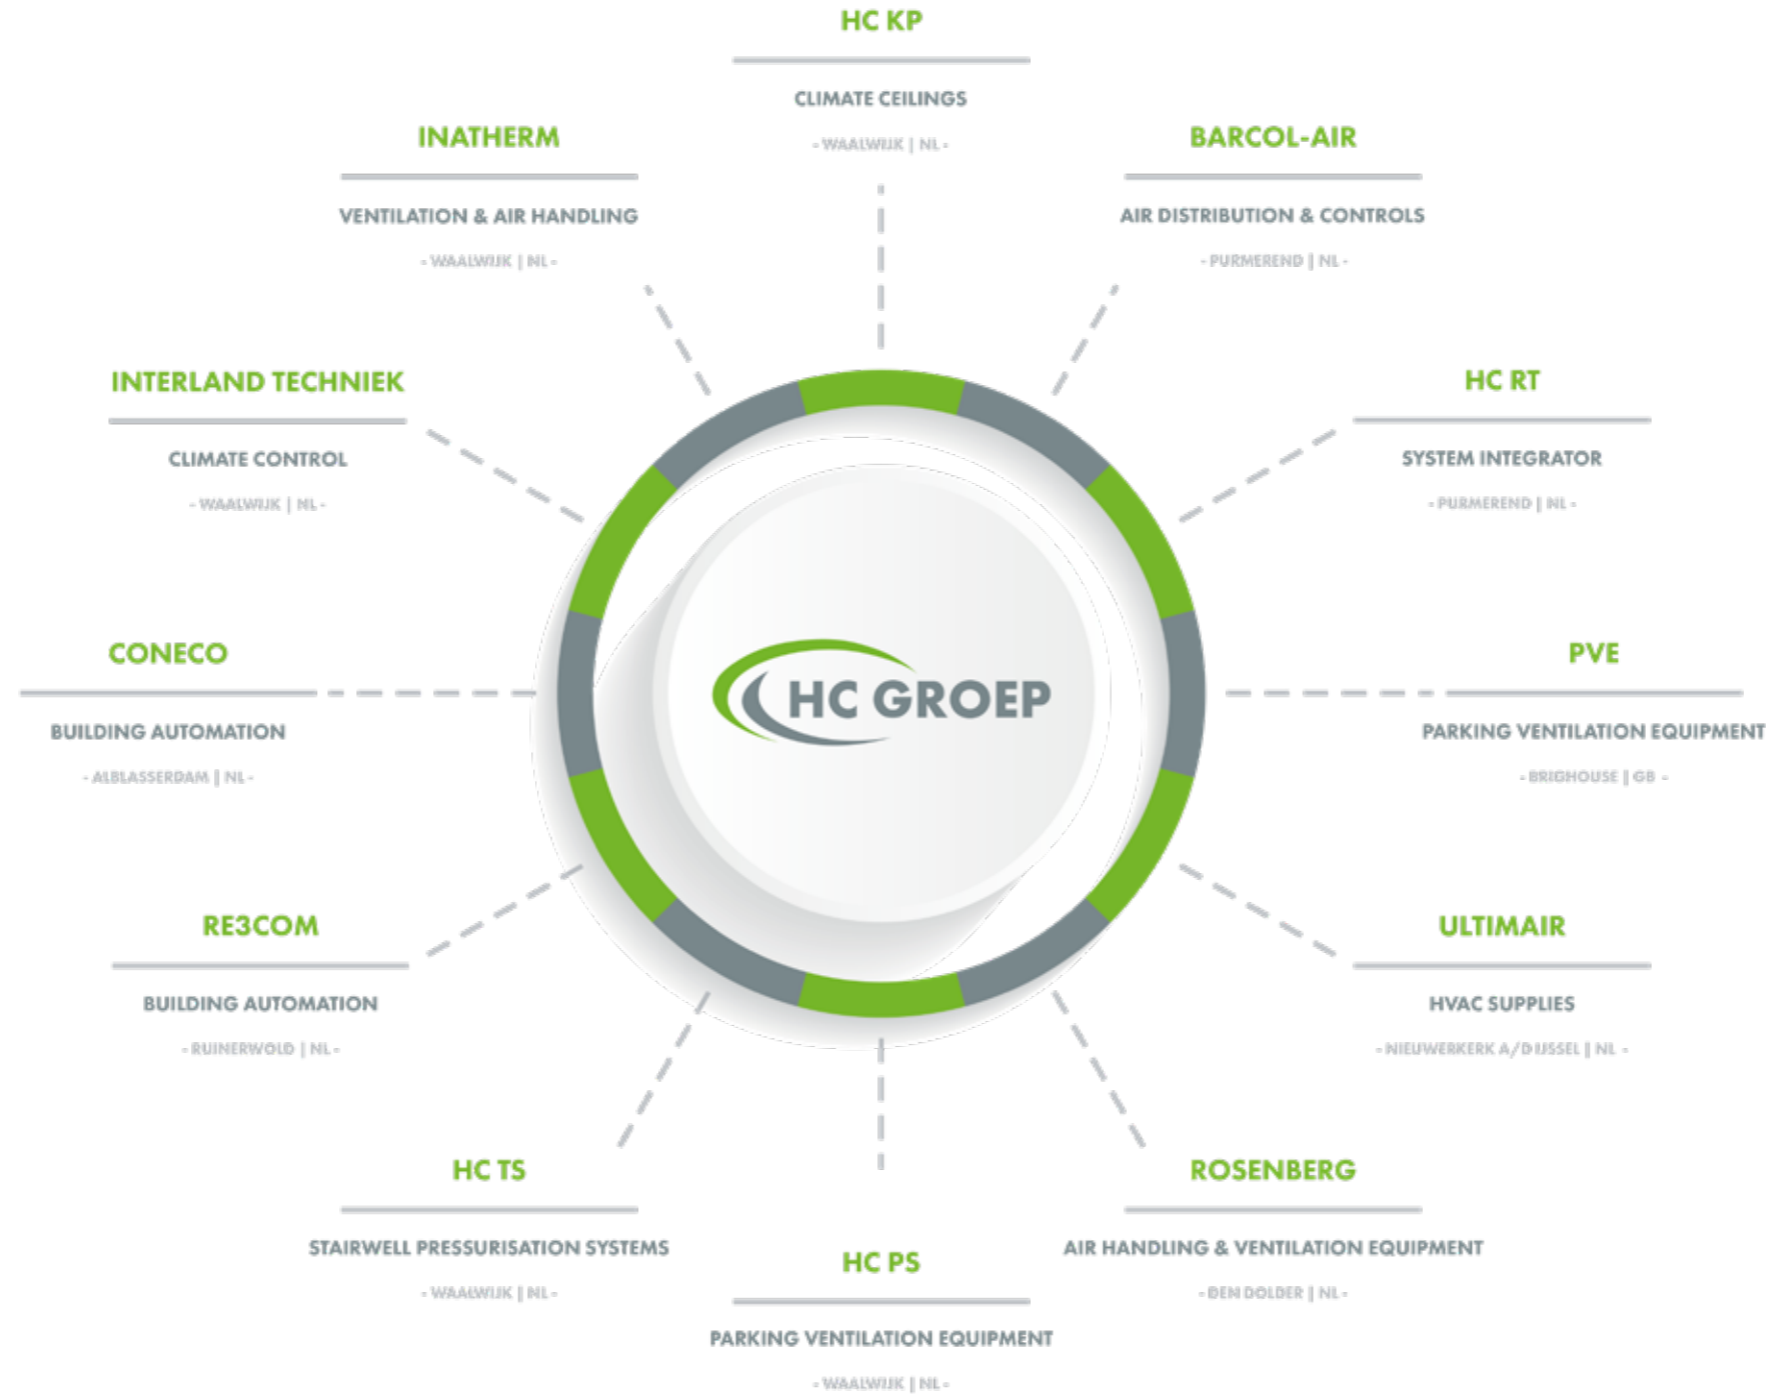 HC KP
CLIMATE CEILINGS
- WAALWIJK | NL -
BARCOL-AIR
AIR DISTRIBUTION & CONTROLS
- PURMEREND | NL -
HC RT
SYSTEM INTEGRATOR
- PURMEREND | NL -
PVE
PARKING VENTILATION EQUIPMENT
- BRIGHOUSE | GB -
ULTIMAIR
HVAC SUPPLIES
- NIEUWERKERK A/D IJSSEL | NL -
ROSENBERG
AIR HANDLING & VENTILATION EQUIPMENT
- DEN DOLDER | NL -
HC PS
PARKING VENTILATION EQUIPMENT
- WAALWIJK | NL -
HC TS
STAIRWELL PRESSURISATION SYSTEMS
- WAALWIJK | NL -
RE3COM
BUILDING AUTOMATION
- RUINERWOLD | NL -
CONECO
BUILDING AUTOMATION
- ALBLASSERDAM | NL -
INTERLAND TECHNIEK
CLIMATE CONTROL
- WAALWIJK | NL -
INATHERM
VENTILATION & AIR HANDLING
- WAALWIJK | NL -
HC GROEP